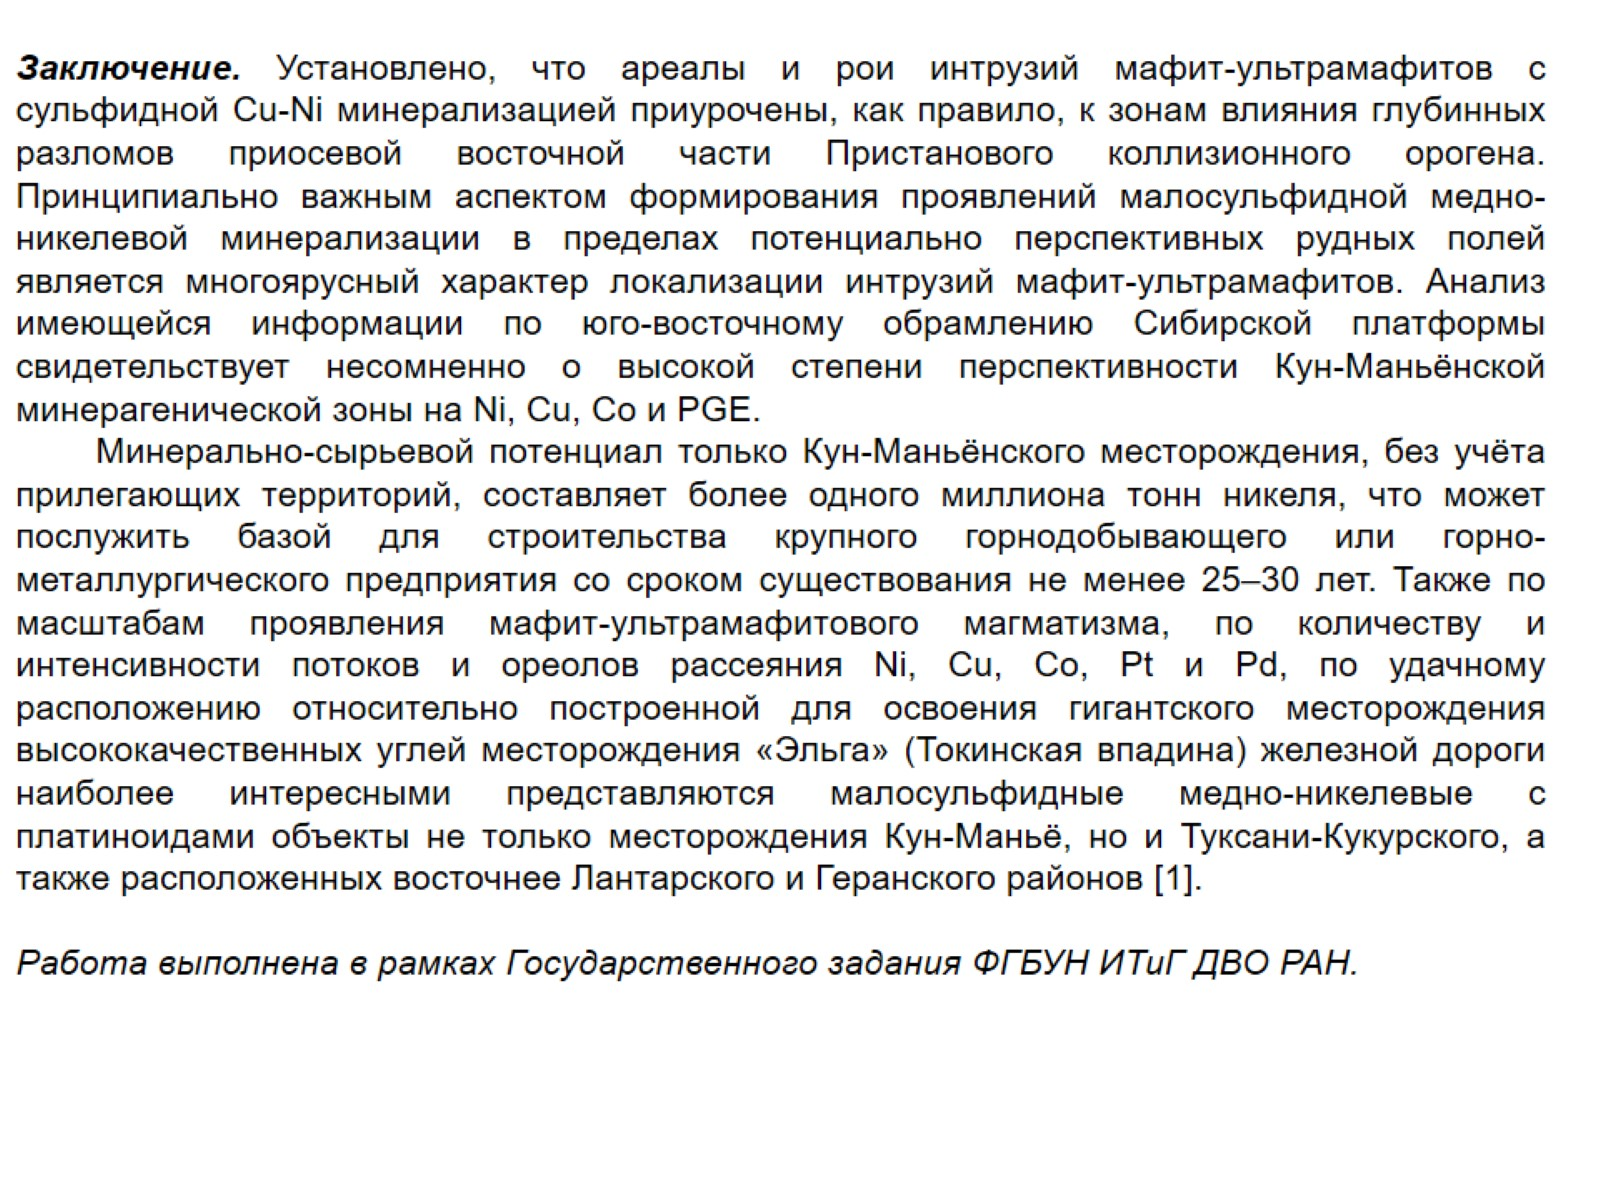 Заключение. Установлено, что ареалы и рои интрузий мафит-ультрамафитов с
сульфидной Cu-Ni минерализацией приурочены, как правило, к зонам влияния глубинных
разломов приосевой восточной части Пристанового коллизионного орогена.
Принципиально важным аспектом формирования проявлений малосульфидной медно-
никелевой минерализации в пределах потенциально перспективных рудных полей
является многоярусный характер локализации интрузий мафит-ультрамафитов. Анализ
имеющейся информации по юго-восточному обрамлению Сибирской платформы
свидетельствует несомненно о высокой степени перспективности Кун-Маньёнской
минерагенической зоны на Ni, Cu, Co и PGE.
Минерально-сырьевой потенциал только Кун-Маньёнского месторождения, без учёта
прилегающих территорий, составляет более одного миллиона тонн никеля, что может
послужить базой для строительства крупного горнодобывающего или горно-
металлургического предприятия со сроком существования не менее 25–30 лет. Также по
масштабам проявления мафит-ультрамафитового магматизма, по количеству и
интенсивности потоков и ореолов рассеяния Ni, Cu, Co, Pt и Pd, по удачному
расположению относительно построенной для освоения гигантского месторождения
высококачественных углей месторождения «Эльга» (Токинская впадина) железной дороги
наиболее интересными представляются малосульфидные медно-никелевые с
платиноидами объекты не только месторождения Кун-Маньё, но и Туксани-Кукурского, а
также расположенных восточнее Лантарского и Геранского районов [1].
Работа выполнена в рамках Государственного задания ФГБУН ИТиГ ДВО РАН.